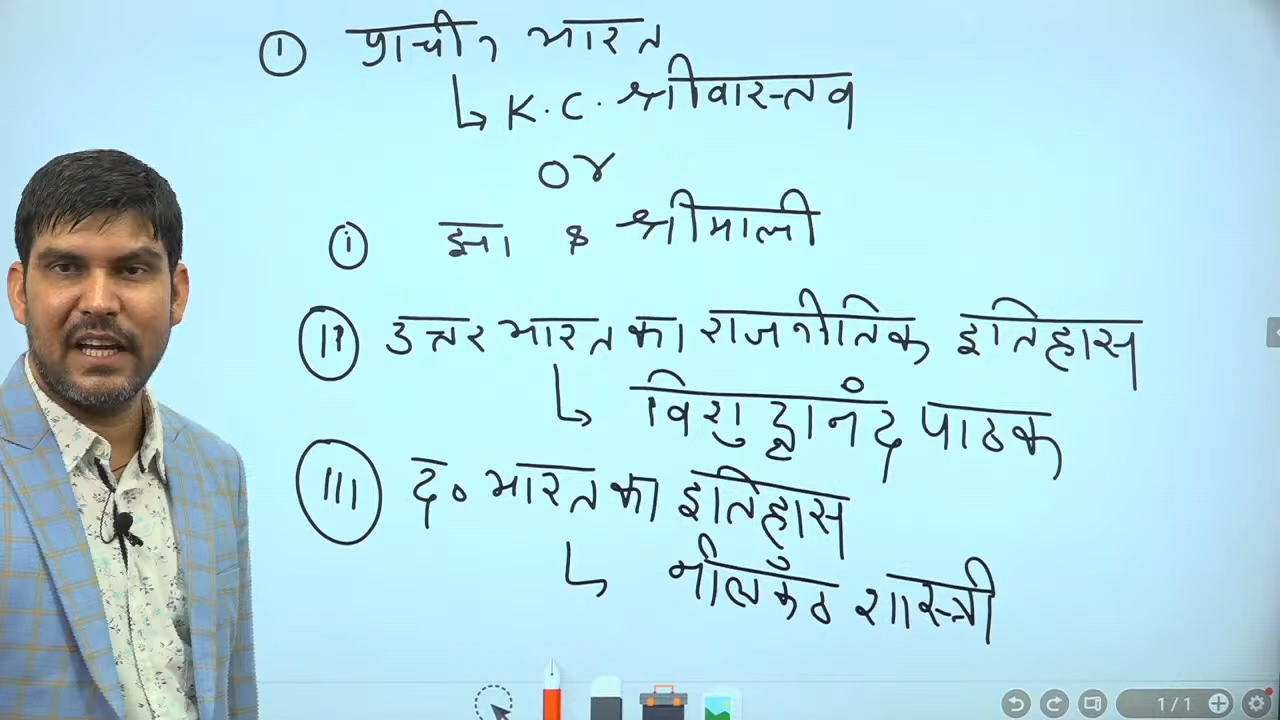 ① प्राचीन भारत
↳ K.C. श्रीवास्तव
or
ⓘ झा & श्रीमाली
ⓘⓘ उत्तर भारत का राजनीतिक इतिहास
↳ विशुद्धानंद पाठक
ⓘⓘⓘ द० भारत का इतिहास
↳ नीलकँठ शास्त्री
1/1